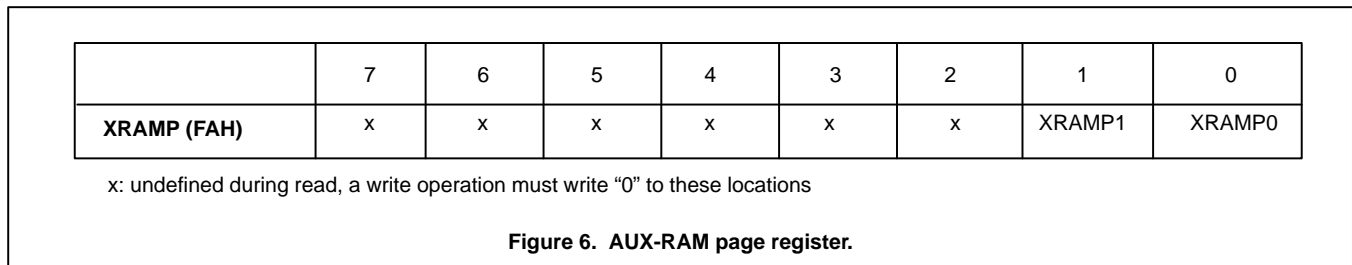 7 6 5 4 3 2 1 0
XRAMP (FAH) x x x x x x XRAMP1 XRAMP0
x: undefined during read, a write operation must write “0” to these locations
Figure 6. AUX-RAM page register.